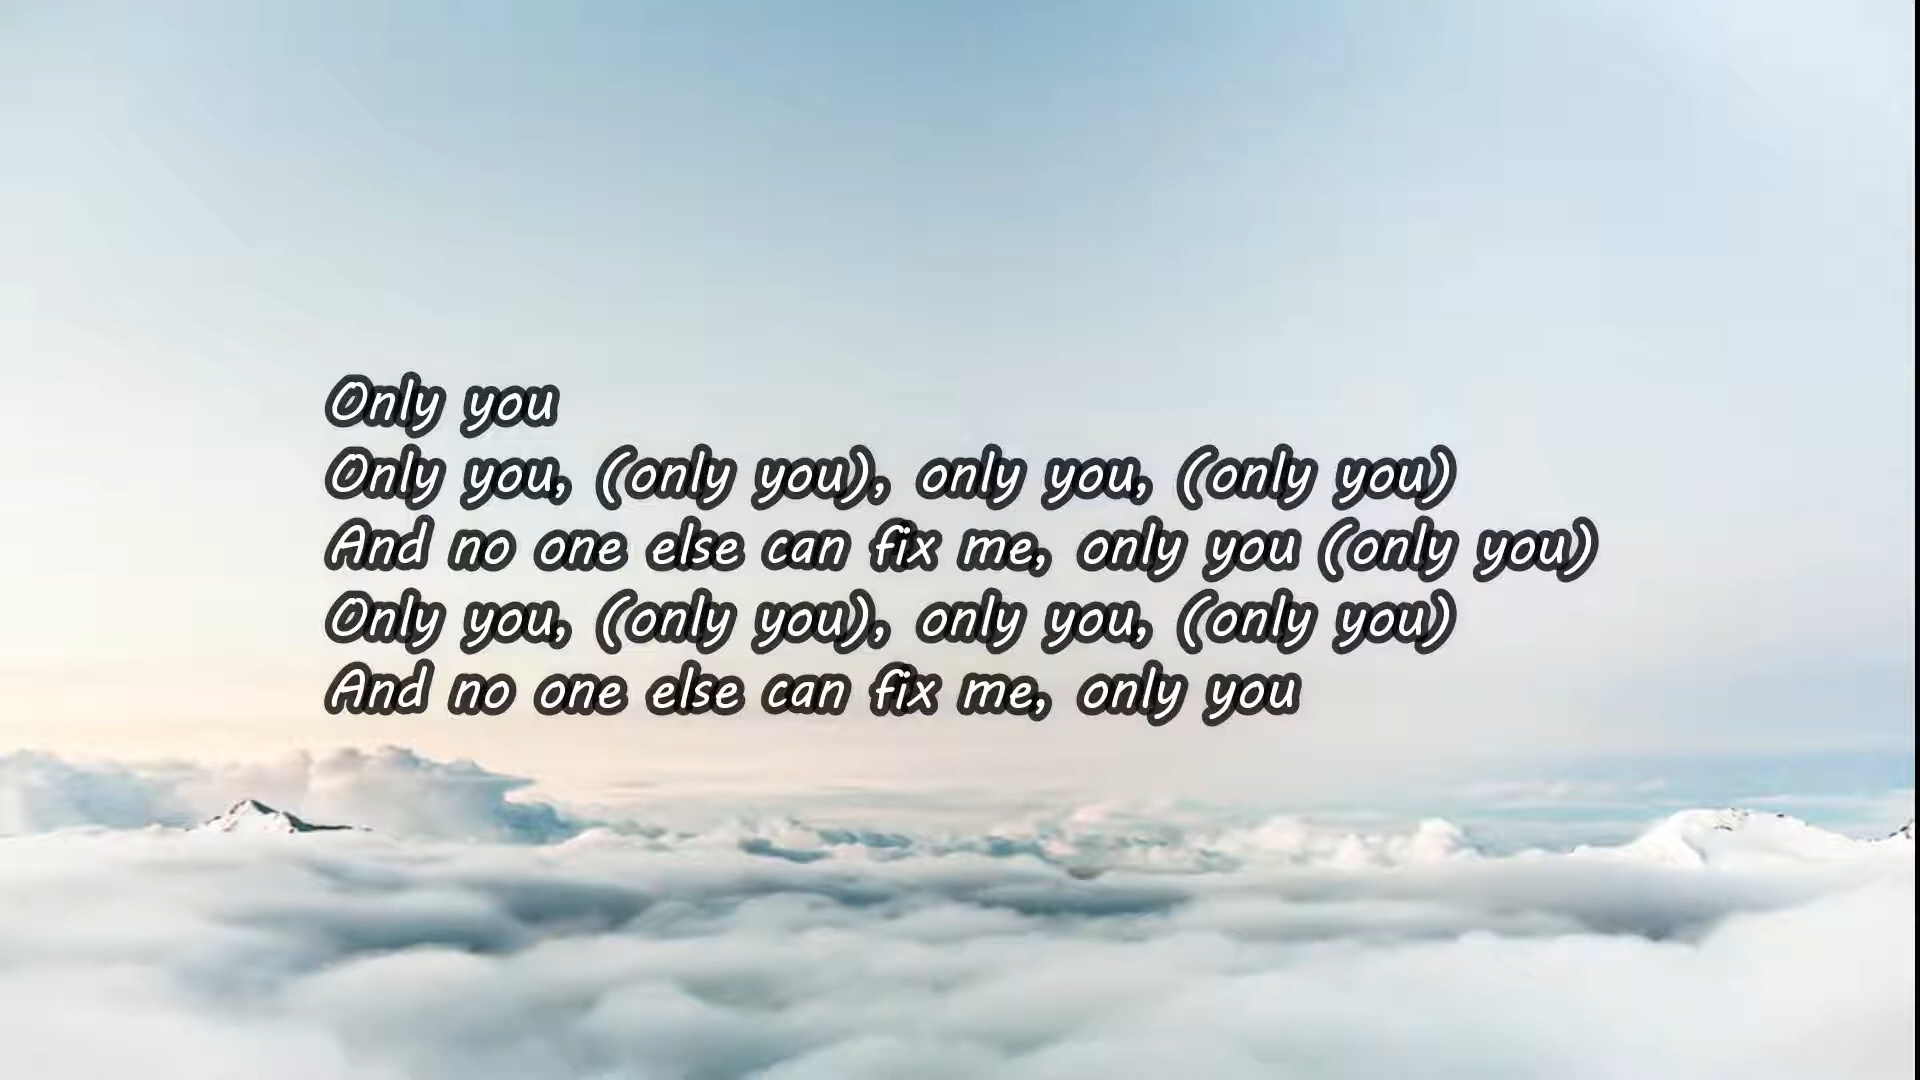 Only you
Only you, (only you), only you, (only you)
And no one else can fix me, only you (only you)
Only you, (only you), only you, (only you)
And no one else can fix me, only you